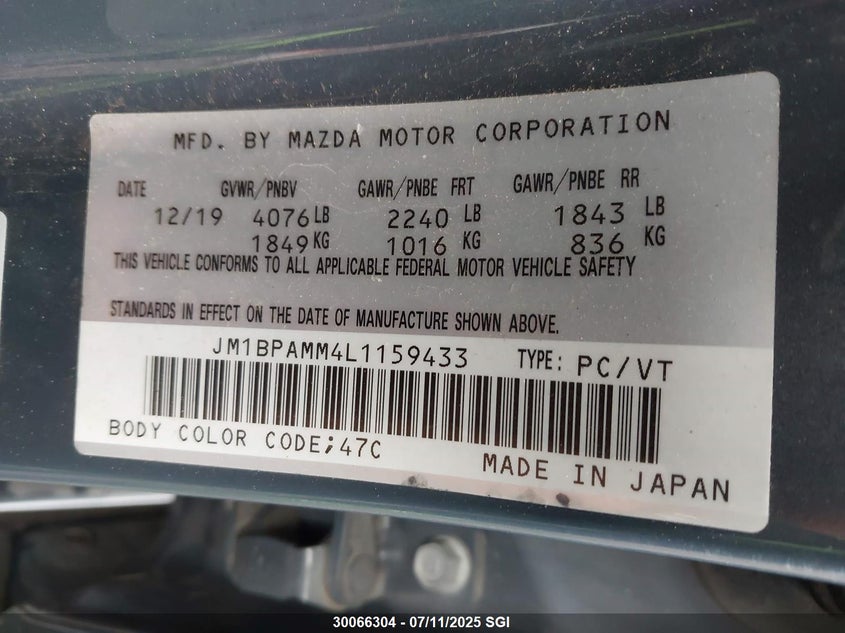 MFD. BY MAZDA MOTOR CORPORATION
DATE GVWR/PNBV GAWR/PNBE FRT GAWR/PNBE RR
12/19 4076 LB 2240 LB 1843 LB
1849 KG 1016 KG 836 KG
THIS VEHICLE CONFORMS TO ALL APPLICABLE FEDERAL MOTOR VEHICLE SAFETY
STANDARDS IN EFFECT ON THE DATE OF MANUFACTURE SHOWN ABOVE.
JM1BPAMM4L1159433 TYPE: PC/VT
BODY COLOR CODE;47C
MADE IN JAPAN
30066304 - 07/11/2025 SGI